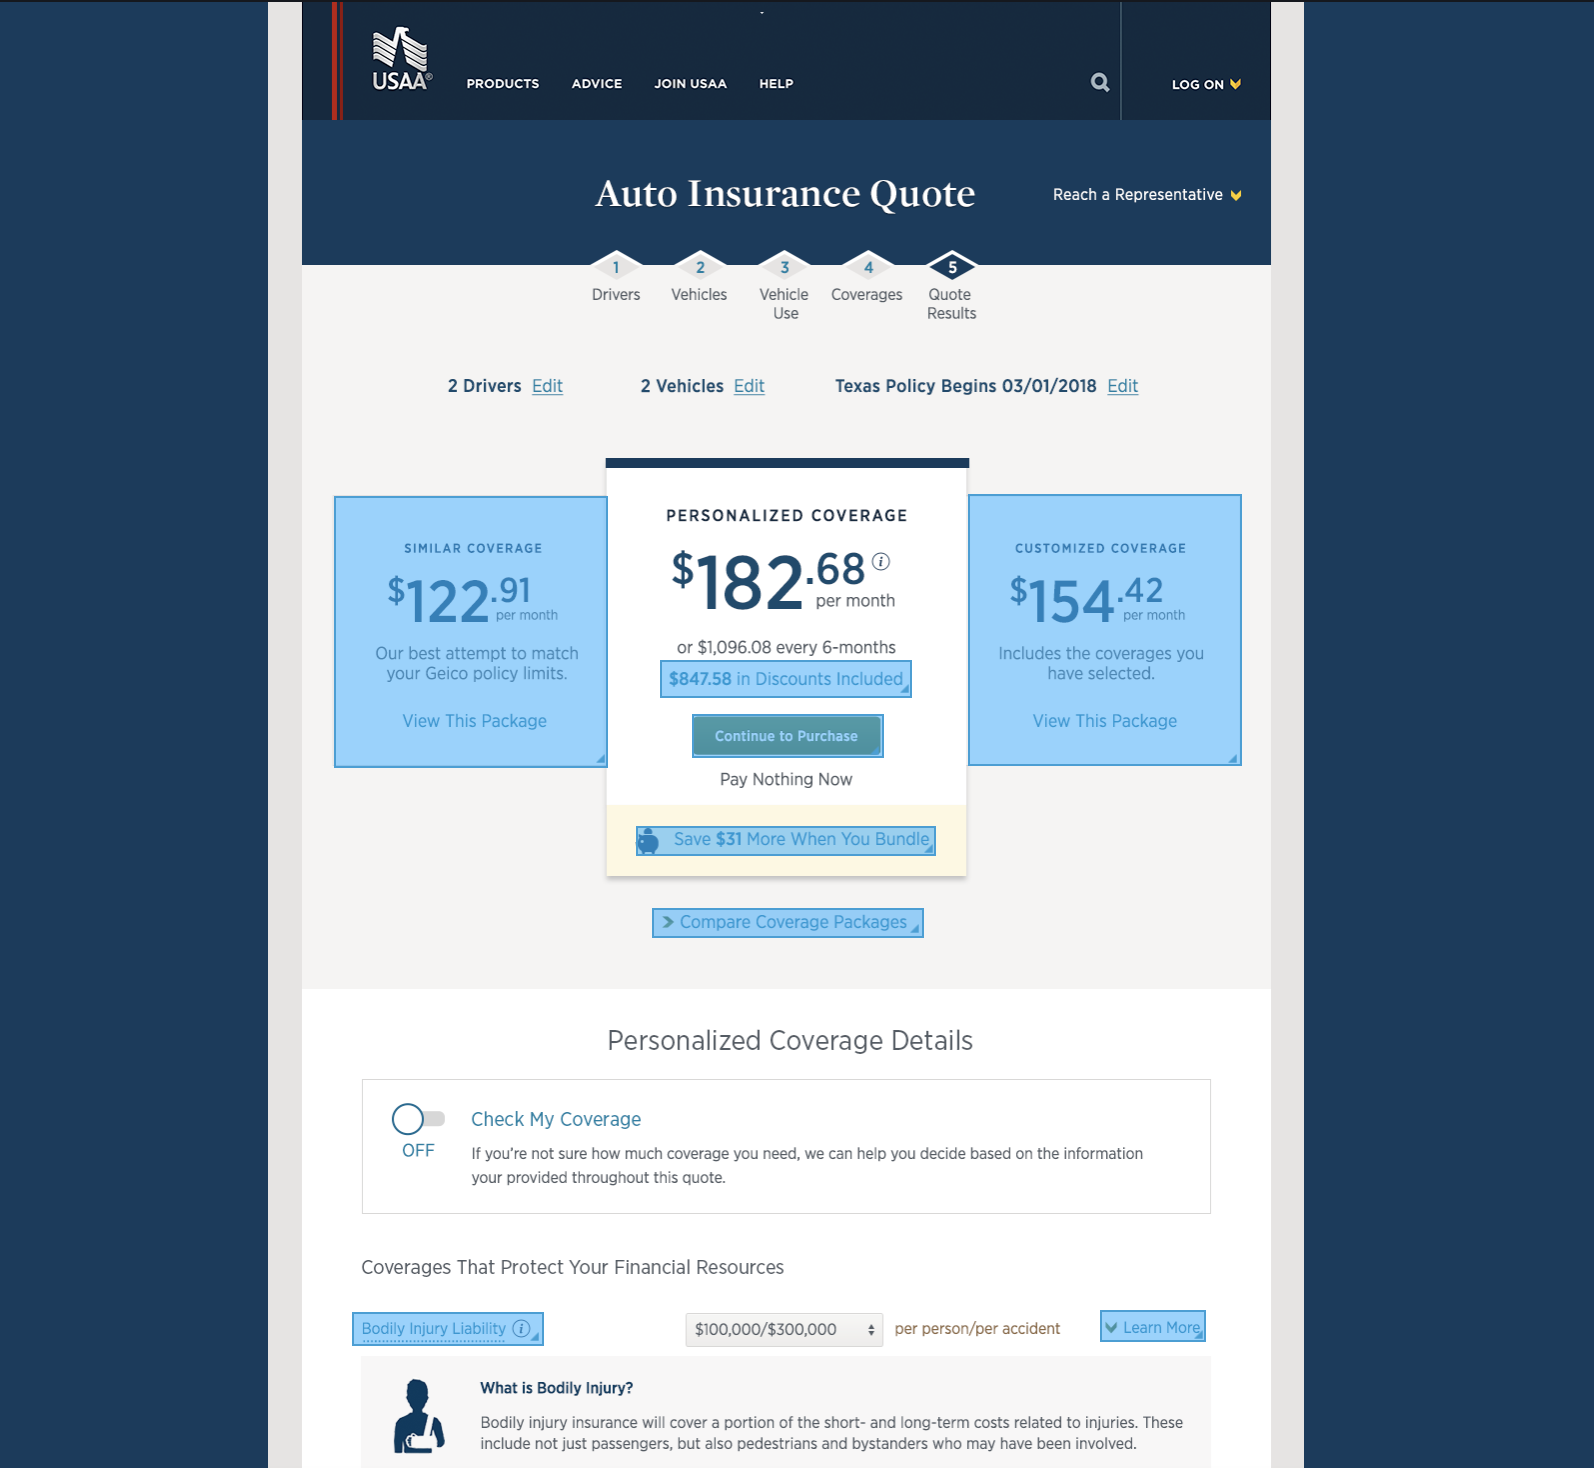 USAA®
PRODUCTS ADVICE JOIN USAA HELP
LOG ON
Auto Insurance Quote
Reach a Representative
1 2 3 4 5
Drivers Vehicles Vehicle Use Coverages Quote Results
2 Drivers Edit 2 Vehicles Edit Texas Policy Begins 03/01/2018 Edit
SIMILAR COVERAGE
$122.91
per month
Our best attempt to match
your Geico policy limits.
View This Package
PERSONALIZED COVERAGE
$182.68 i
per month
or $1,096.08 every 6-months
$847.58 in Discounts Included
Continue to Purchase
Pay Nothing Now
Save $31 More When You Bundle
CUSTOMIZED COVERAGE
$154.42
per month
Includes the coverages you
have selected.
View This Package
Compare Coverage Packages
Personalized Coverage Details
OFF
Check My Coverage
If you're not sure how much coverage you need, we can help you decide based on the information
your provided throughout this quote.
Coverages That Protect Your Financial Resources
Bodily Injury Liability i $100,000/$300,000 per person/per accident Learn More
What is Bodily Injury?
Bodily injury insurance will cover a portion of the short- and long-term costs related to injuries. These
include not just passengers, but also pedestrians and bystanders who may have been involved.